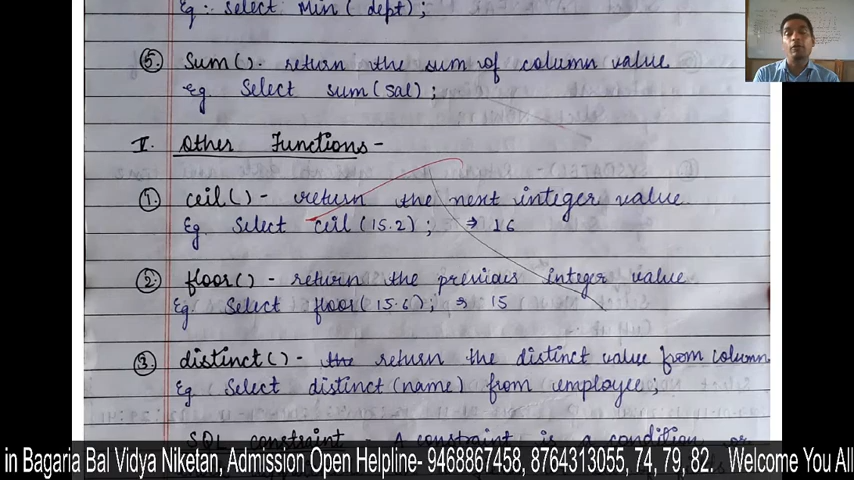 Eg:- Select Min( dept);
⑤. Sum()- return the sum of column value
Eg Select sum(sal);
V. Other Functions-
①. ceil()- return the next integer value
Eg. Select ceil(15.2); ⇒ 16
②. floor()- return the previous integer value
Eg. Select floor(15.6); ⇒ 15
③. distinct()- the return the distinct value from column.
Eg. Select distinct(name) from employee;
SQL constraint - A constraint is a condition or
in Bagaria Bal Vidya Niketan, Admission Open Helpline- 9468867458, 8764313055, 74, 79, 82. Welcome You All